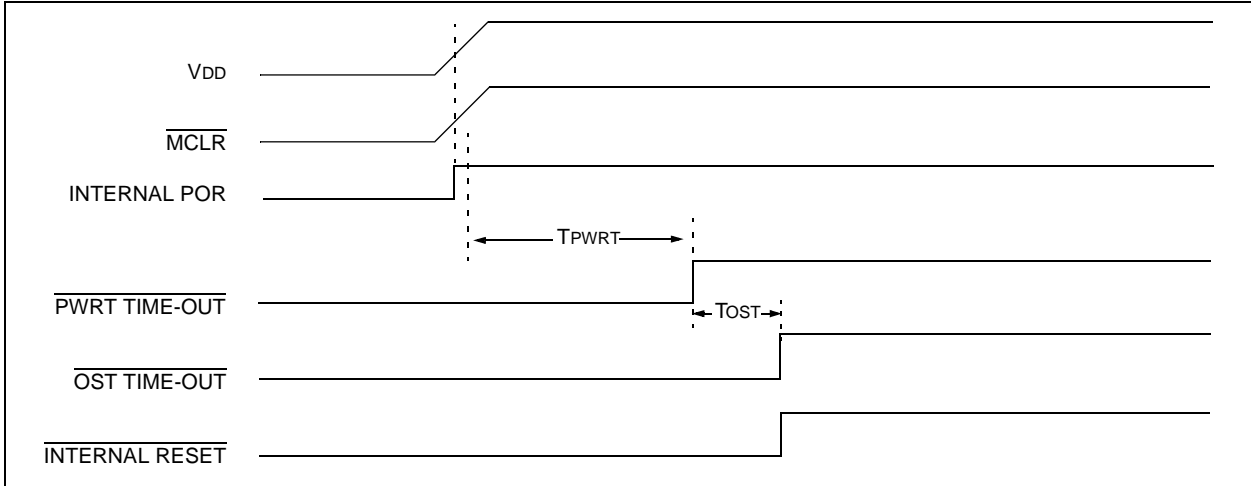 VDD
MCLR
INTERNAL POR
TPWRT
PWRT TIME-OUT
TOST
OST TIME-OUT
INTERNAL RESET